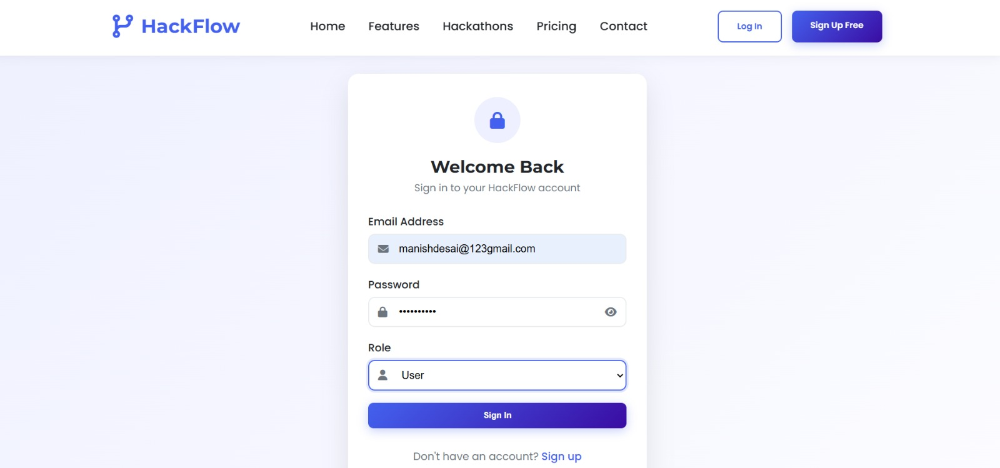 HackFlow Home Features Hackathons Pricing Contact Log In Sign Up Free
Welcome Back
Sign in to your HackFlow account
Email Address
manishdesai@123gmail.com
Password
••••••••••
Role
User
Sign In
Don't have an account? Sign up